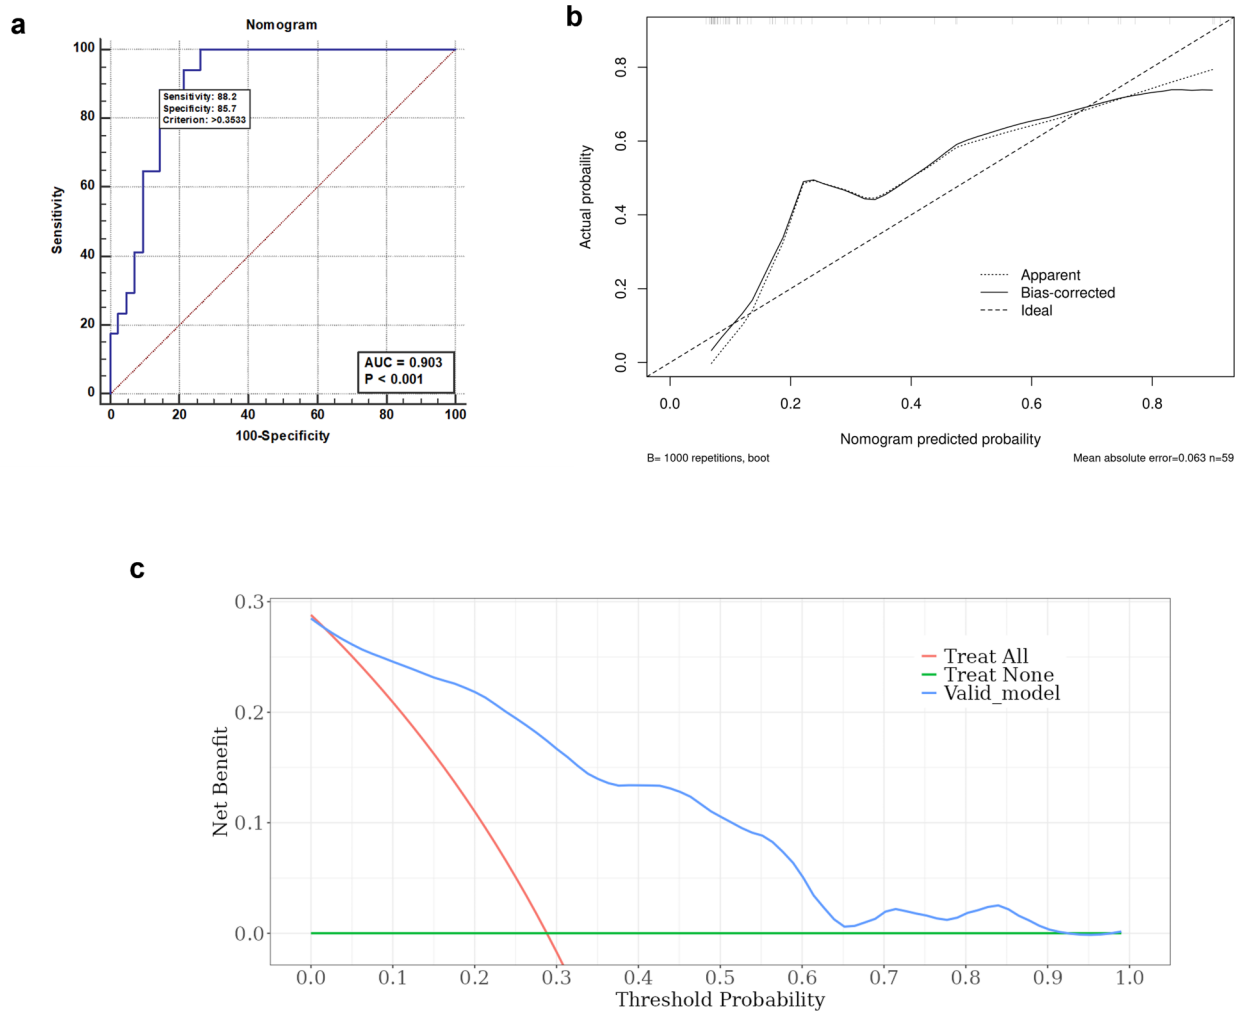 a
Nomogram
100
80
60
40
20
0
Sensitivity
Sensitivity: 88.2
Specificity: 85.7
Criterion: >0.3533
AUC = 0.903
P < 0.001
0 20 40 60 80 100
100-Specificity
b
0.8
0.6
0.4
0.2
0.0
Actual probaility
Apparent
Bias-corrected
Ideal
0.0 0.2 0.4 0.6 0.8
Nomogram predicted probaility
B= 1000 repetitions, boot
Mean absolute error=0.063 n=59
c
0.3
0.2
0.1
0.0
Net Benefit
Treat All
Treat None
Valid_model
0.0 0.1 0.2 0.3 0.4 0.5 0.6 0.7 0.8 0.9 1.0
Threshold Probability